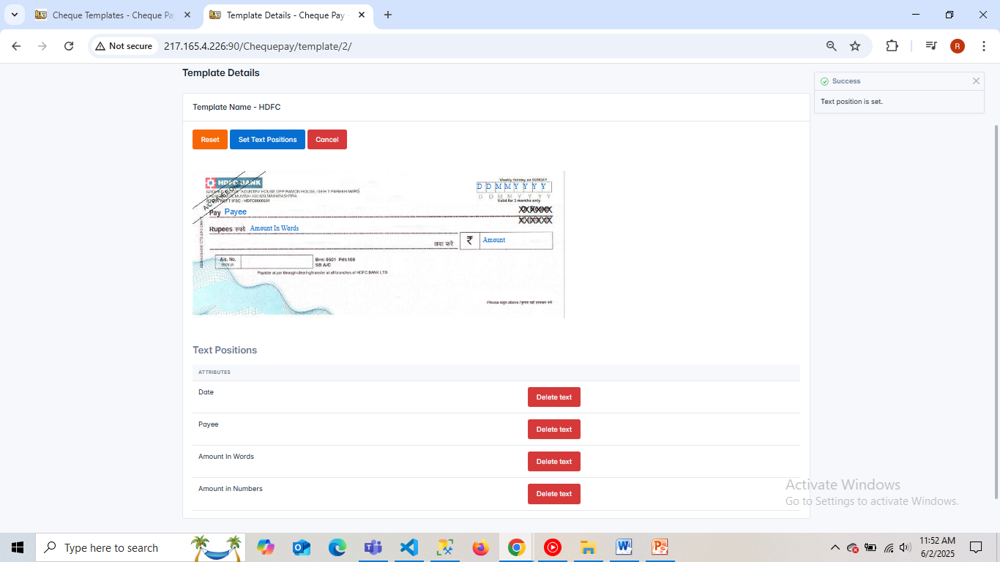 Cheque Templates - Cheque Pa
Template Details - Cheque Pay -
Not secure
217.165.4.226:90/Chequepay/template/2/
R
Template Details
Success
Text position is set.
Template Name - HDFC
Reset
Set Text Positions
Cancel
HDFC BANK
Weekly Holiday on SUNDAY
D D M M Y Y Y Y
D D M M Y Y Y Y
Valid for 3 months only
Pay Payee
XXXXXX
Rupees रुपये Amount In Words
अदा करें
₹ Amount
A/c. No.
Brn: 0501 Pdt:100
SB A/C
Payable at par through clearing/transfer at all branches of HDFC BANK LTD
Please sign above /
Text Positions
ATTRIBUTES
Date
Delete text
Payee
Delete text
Amount In Words
Delete text
Amount in Numbers
Delete text
Activate Windows
Go to Settings to activate Windows.
Type here to search
11:52 AM
6/2/2025